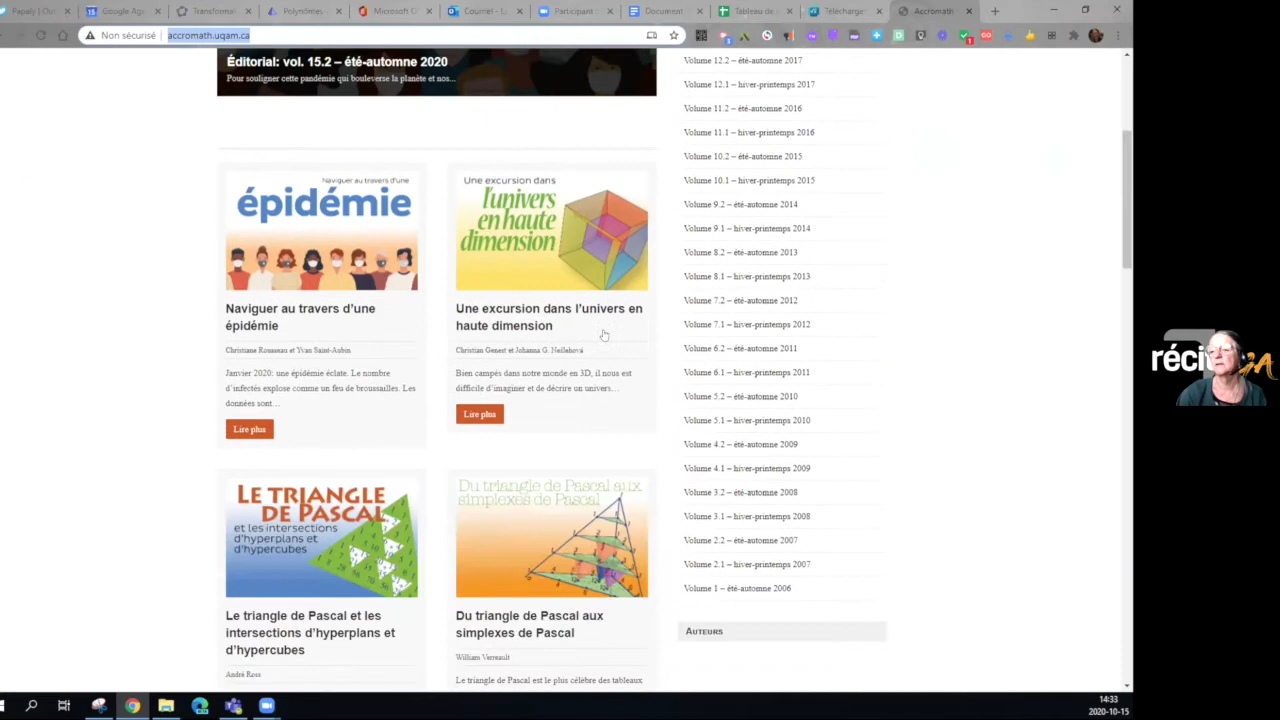 Papaly | Our
Google Age
Transformat
Polynômes
Microsoft O
Courriel - L
Participant
Document
Tableau de
Télécharger
Accromath
Non sécurisé
accromath.uqam.ca
Éditorial: vol. 15.2 – été-automne 2020
Pour souligner cette pandémie qui bouleverse la planète et nos...
Naviguer au travers d'une
épidémie
Naviguer au travers d'une
épidémie
Christiane Rousseau et Yvan Saint-Aubin
Janvier 2020: une épidémie éclate. Le nombre
d'infectés explose comme un feu de broussailles. Les
données sont…
Lire plus
Une excursion dans
l'univers
en haute
dimension
Une excursion dans l'univers en
haute dimension
Christian Genest et Johanna G. Nešlehová
Bien campés dans notre monde en 3D, il nous est
difficile d'imaginer et de décrire un univers…
Lire plus
LE TRIANGLE
DE PASCAL
et les intersections
d'hyperplans et
d'hypercubes
Le triangle de Pascal et les
intersections d'hyperplans et
d'hypercubes
André Ross
Du triangle de Pascal aux
simplexes de Pascal
Du triangle de Pascal aux
simplexes de Pascal
William Verreault
Le triangle de Pascal est le plus célèbre des tableaux
Volume 12.2 – été-automne 2017
Volume 12.1 – hiver-printemps 2017
Volume 11.2 – été-automne 2016
Volume 11.1 – hiver-printemps 2016
Volume 10.2 – été-automne 2015
Volume 10.1 – hiver-printemps 2015
Volume 9.2 – été-automne 2014
Volume 9.1 – hiver-printemps 2014
Volume 8.2 – été-automne 2013
Volume 8.1 – hiver-printemps 2013
Volume 7.2 – été-automne 2012
Volume 7.1 – hiver-printemps 2012
Volume 6.2 – été-automne 2011
Volume 6.1 – hiver-printemps 2011
Volume 5.2 – été-automne 2010
Volume 5.1 – hiver-printemps 2010
Volume 4.2 – été-automne 2009
Volume 4.1 – hiver-printemps 2009
Volume 3.2 – été-automne 2008
Volume 3.1 – hiver-printemps 2008
Volume 2.2 – été-automne 2007
Volume 2.1 – hiver-printemps 2007
Volume 1 – été-automne 2006
AUTEURS
récit
14:33
2020-10-15